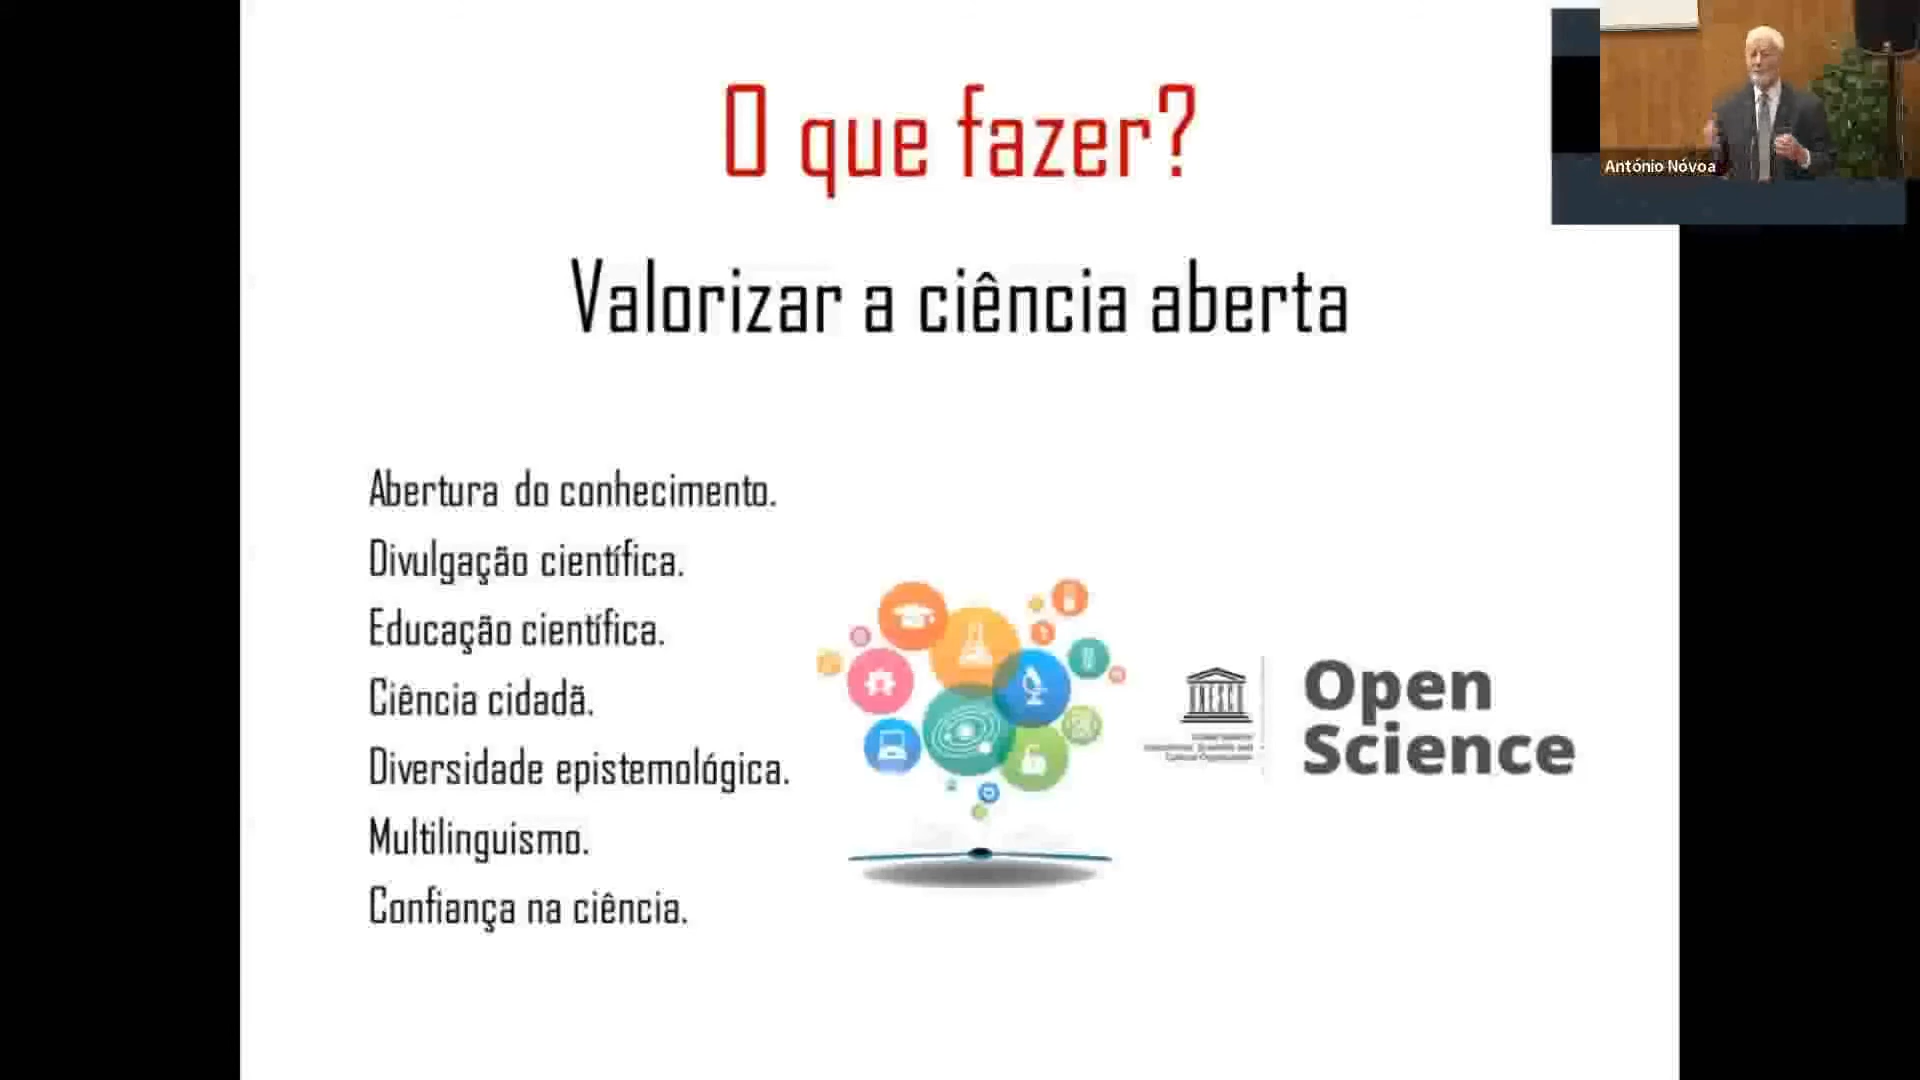 O que fazer?
António Nóvoa
Valorizar a ciência aberta
Abertura do conhecimento.
Divulgação científica.
Educação científica.
Ciência cidadã.
Diversidade epistemológica.
Multilinguismo.
Confiança na ciência.
UNESCO
Open
Science